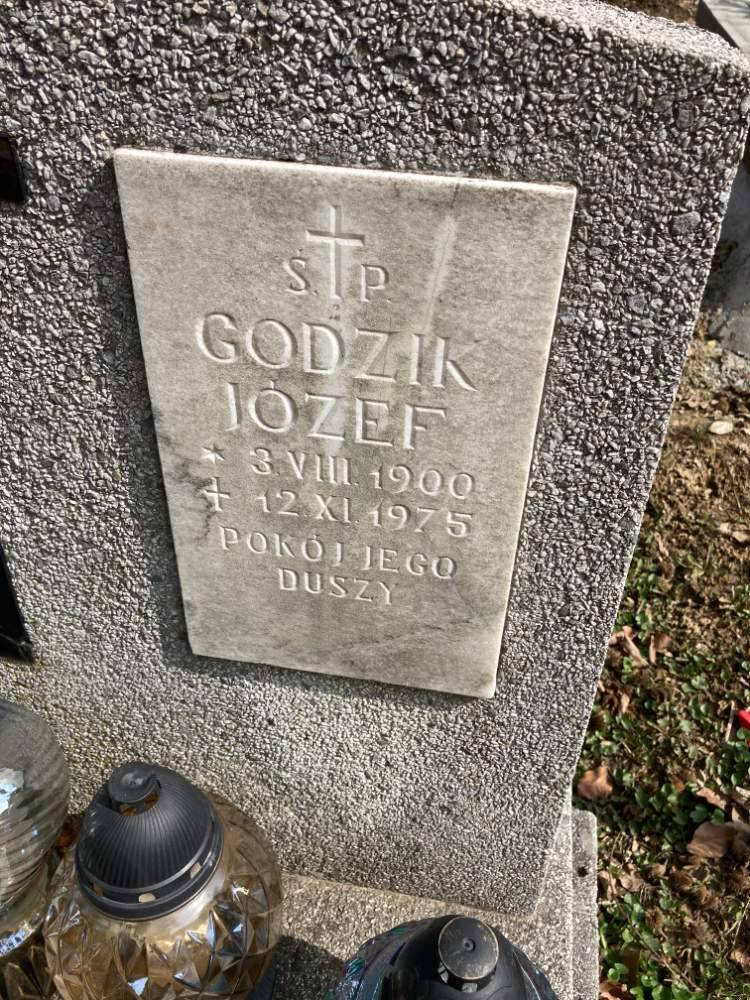 Ś. P.
GODZIK
JÓZEF
* 3. VIII. 1900
✝ 12. XI. 1975
POKÓJ JEGO
DUSZY